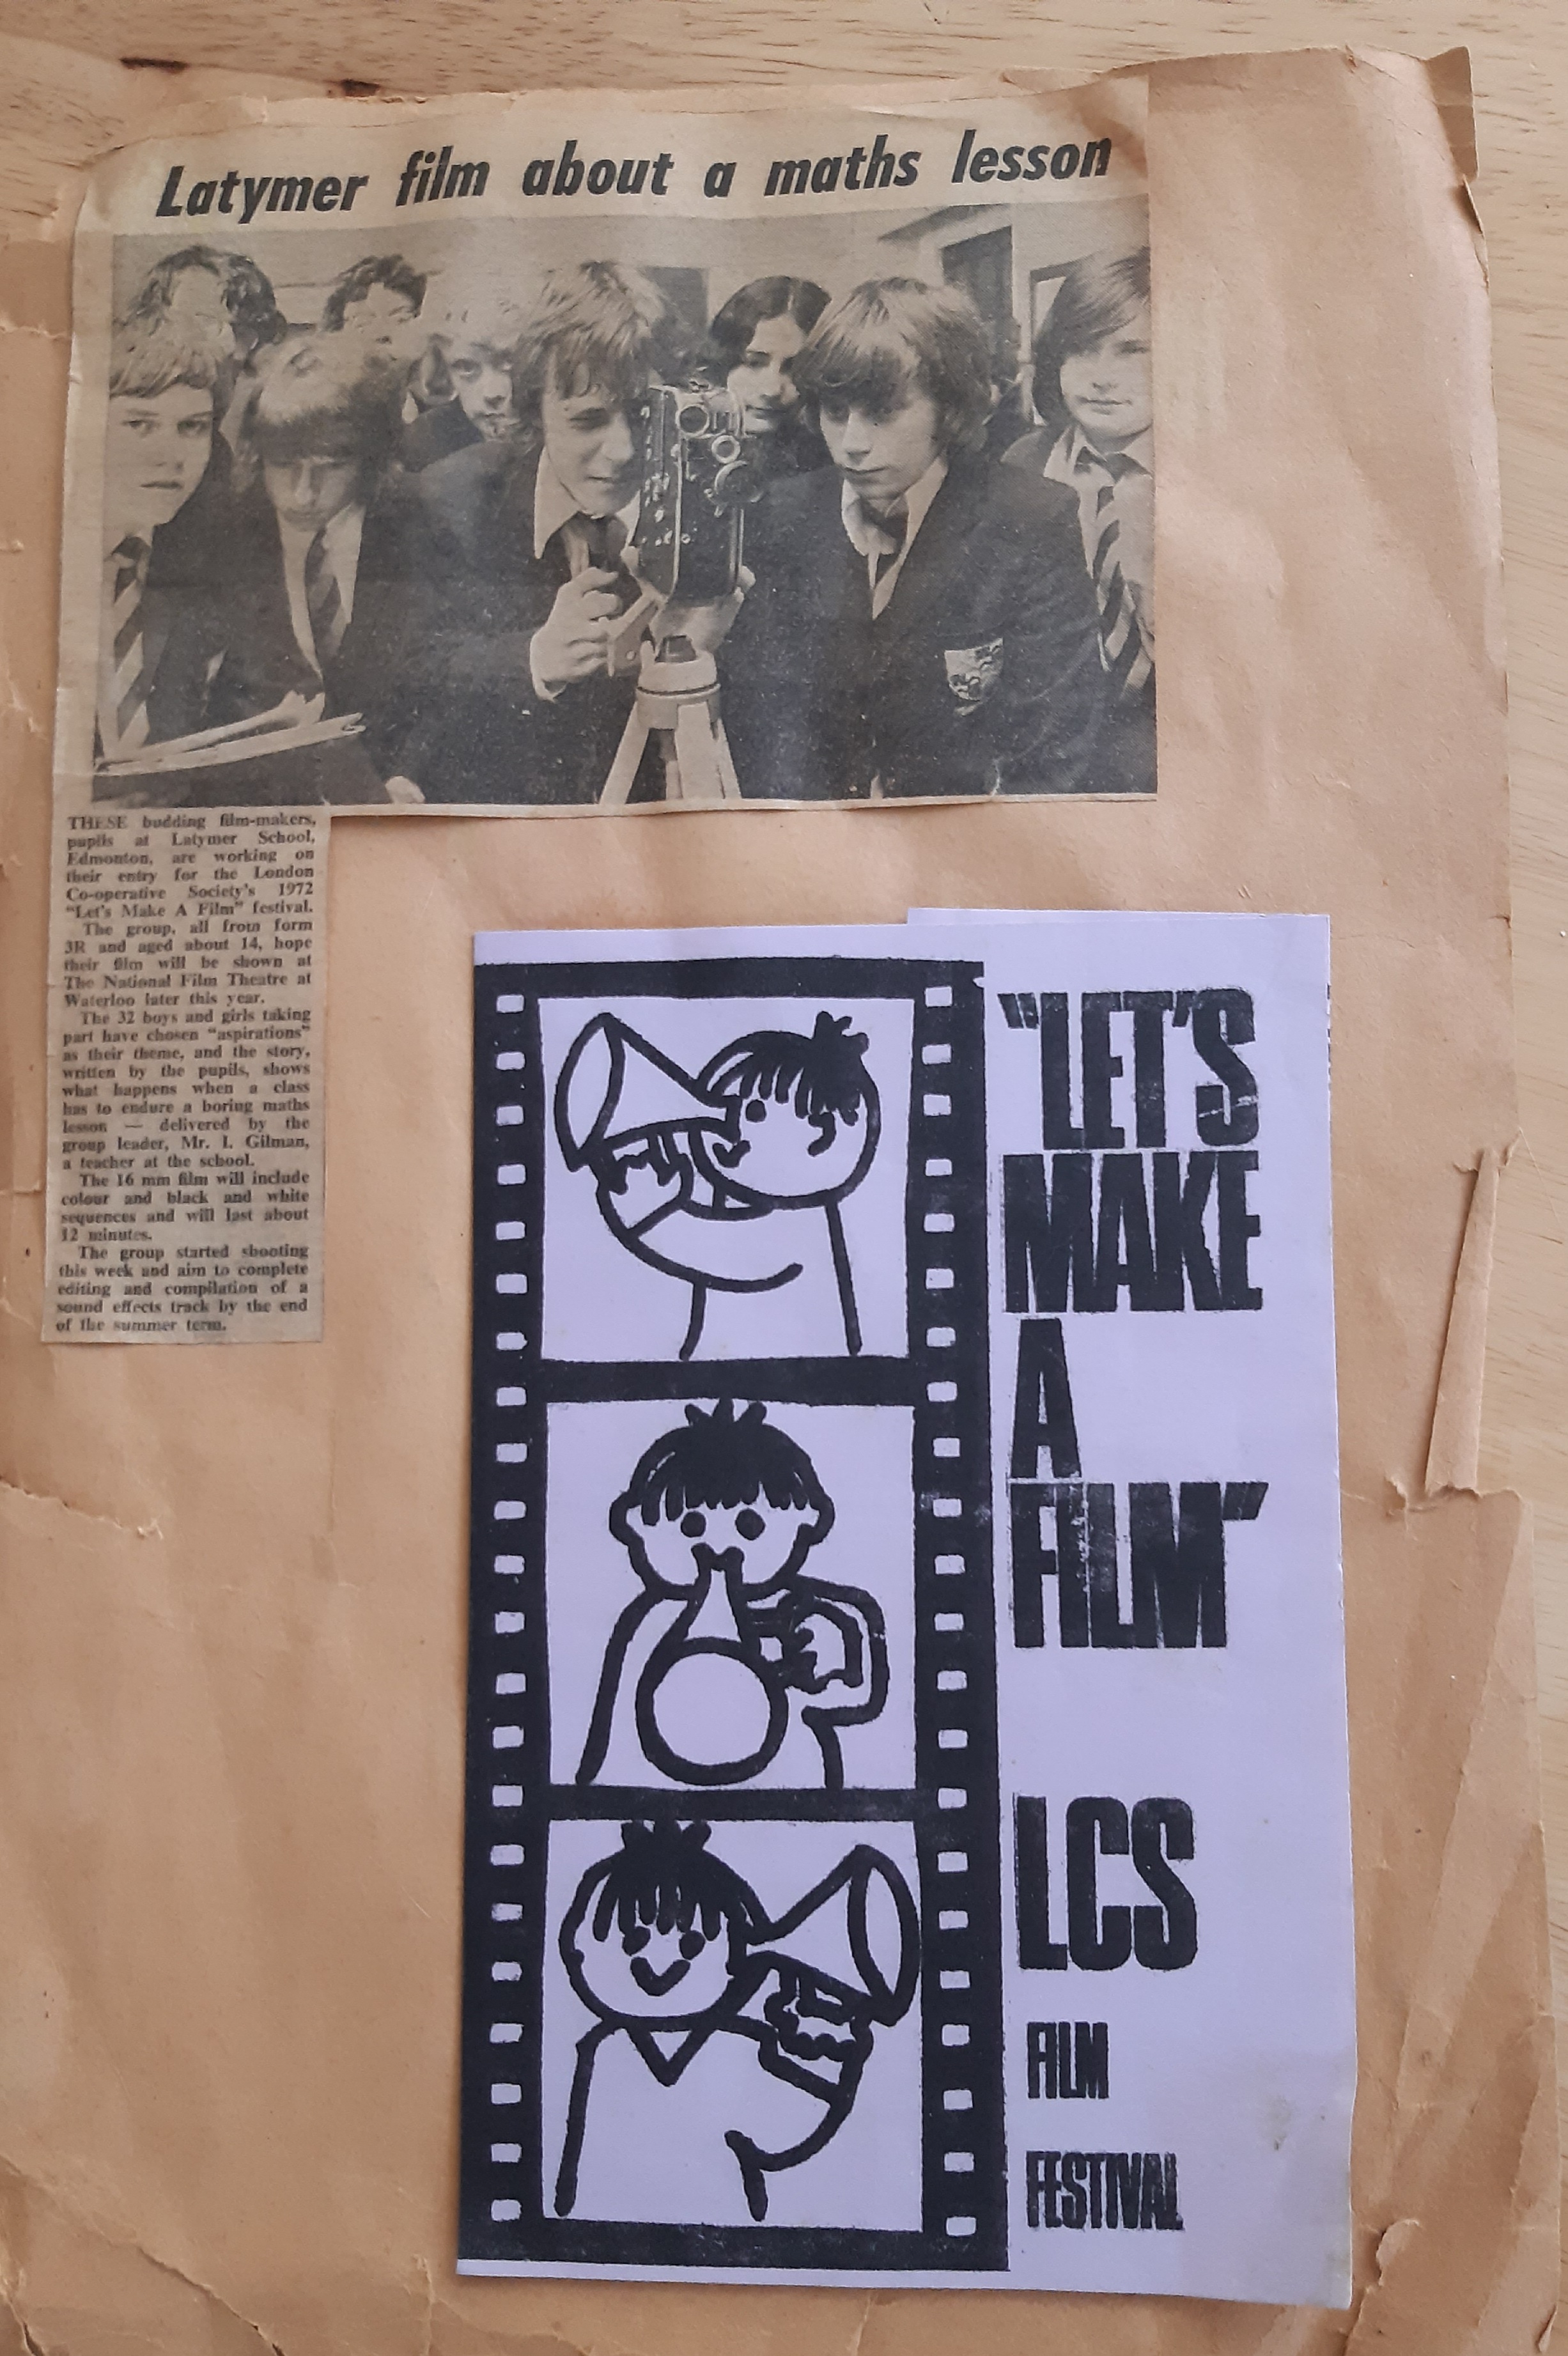 Latymer film about a maths lesson
THESE budding film-makers,
pupils at Latymer School,
Edmonton, are working on
their entry for the London
Co-operative Society's 1972
"Let's Make A Film" festival.
The group, all from form
3R and aged about 14, hope
their film will be shown at
The National Film Theatre at
Waterloo later this year.
The 32 boys and girls taking
part have chosen "aspirations"
as their theme, and the story,
written by the pupils, shows
what happens when a class
has to endure a boring maths
lesson — delivered by the
group leader, Mr. I. Gilman,
a teacher at the school.
The 16 mm film will include
colour and black and white
sequences and will last about
12 minutes.
The group started shooting
this week and aim to complete
editing and compilation of a
sound effects track by the end
of the summer term.
"LET'S
MAKE
A
FILM"
LCS
FILM
FESTIVAL